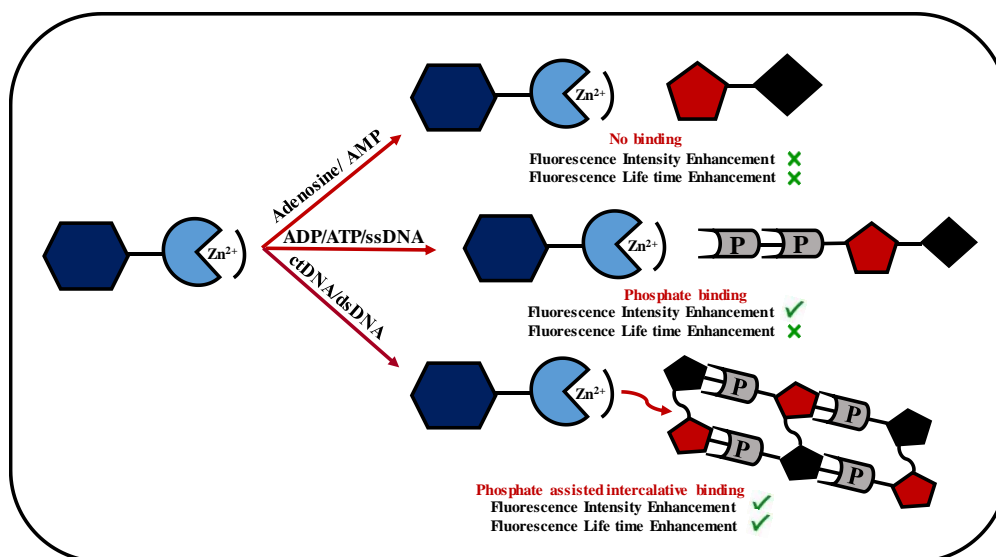 Zn2+
Adenosine/ AMP
No binding
Fluorescence Intensity Enhancement ✘
Fluorescence Life time Enhancement ✘
Zn2+
ADP/ATP/ssDNA
Zn2+
P P
Phosphate binding
Fluorescence Intensity Enhancement ✓
Fluorescence Life time Enhancement ✘
ctDNA/dsDNA
Zn2+
P P
P P
Phosphate assisted intercalative binding
Fluorescence Intensity Enhancement ✓
Fluorescence Life time Enhancement ✓